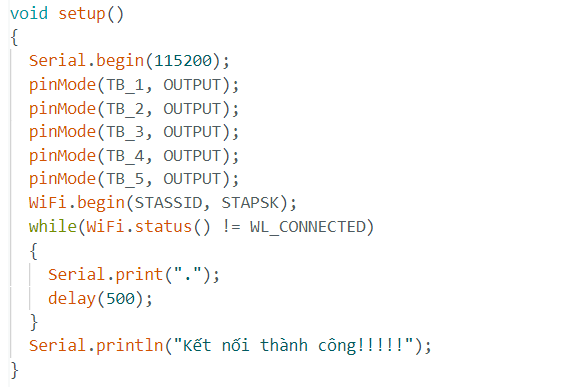 void setup()
{
  Serial.begin(115200);
  pinMode(TB_1, OUTPUT);
  pinMode(TB_2, OUTPUT);
  pinMode(TB_3, OUTPUT);
  pinMode(TB_4, OUTPUT);
  pinMode(TB_5, OUTPUT);
  WiFi.begin(STASSID, STAPSK);
  while(WiFi.status() != WL_CONNECTED)
  {
    Serial.print(".");
    delay(500);
  }
  Serial.println("Kết nối thành công!!!!!");
}